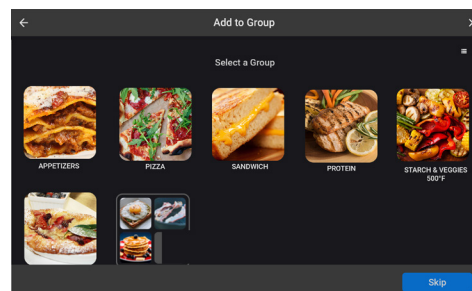 Add to Group
Select a Group
APPETIZERS
PIZZA
SANDWICH
PROTEIN
STARCH & VEGGIES
500°F
Skip